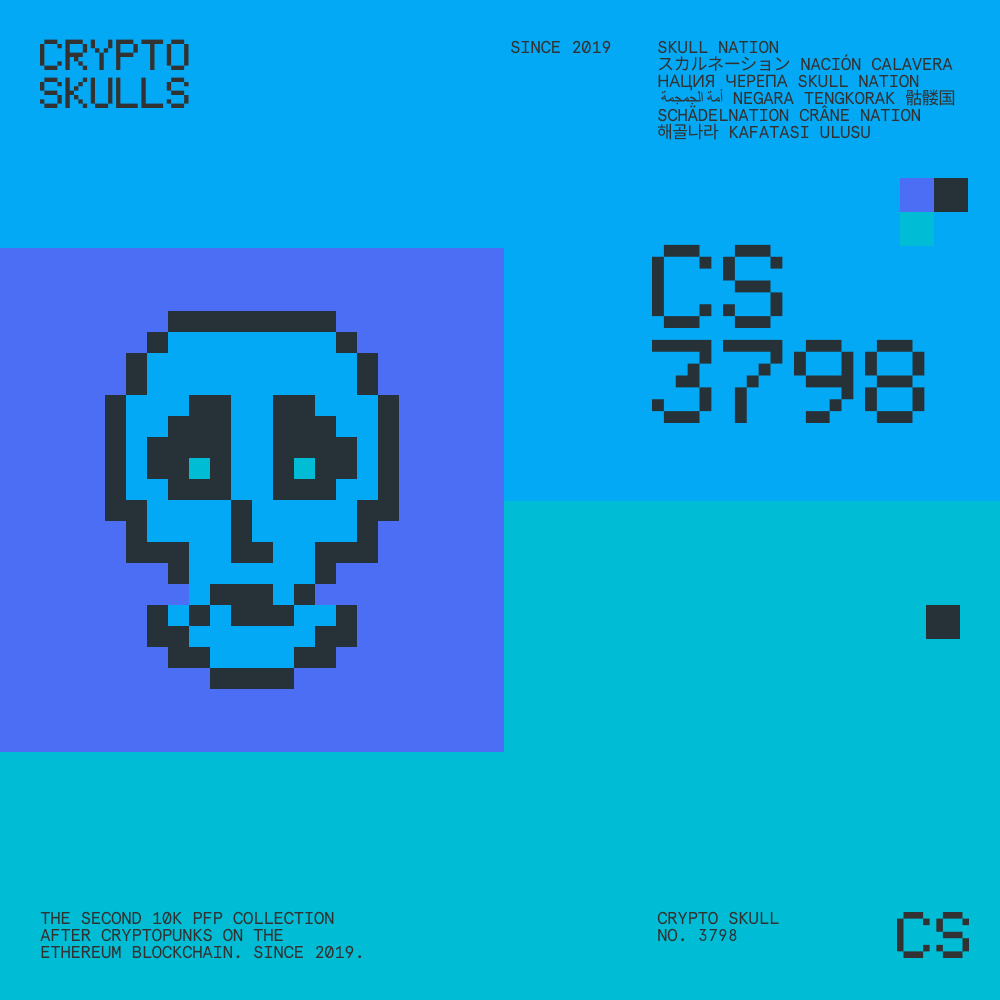 CRYPTO
SKULLS
SINCE 2019
SKULL NATION
スカルネーション NACIÓN CALAVERA
НАЦИЯ ЧЕРЕПА SKULL NATION
أمة الجمجمة NEGARA TENGKORAK 骷髅国
SCHÄDELNATION CRÂNE NATION
해골나라 KAFATASI ULUSU
CS
3798
THE SECOND 10K PFP COLLECTION
AFTER CRYPTOPUNKS ON THE
ETHEREUM BLOCKCHAIN. SINCE 2019.
CRYPTO SKULL
NO. 3798
CS